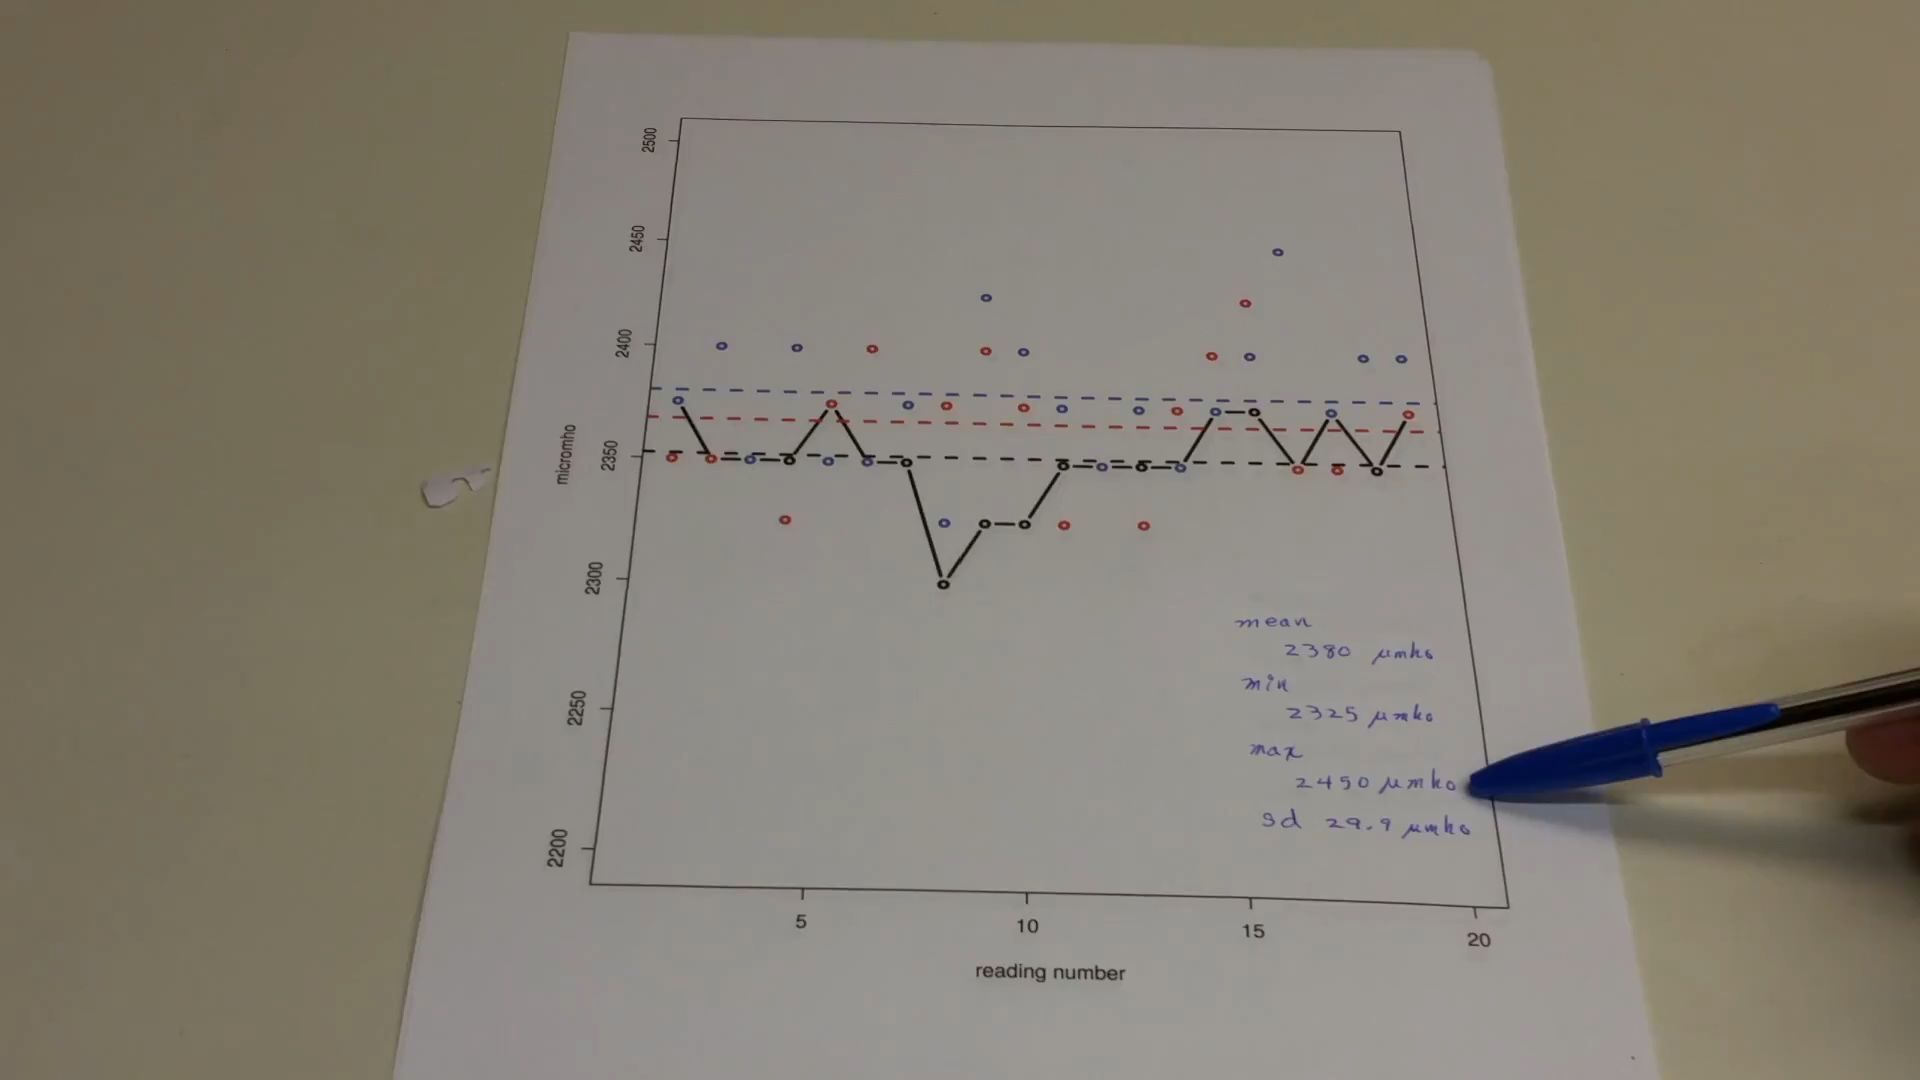 2500
2450
2400
2350
2300
2250
2200
micromho
mean
2380 μmho
min
2325 μmho
max
2450 μmho
sd 29.9 μmho
5 10 15 20
reading number